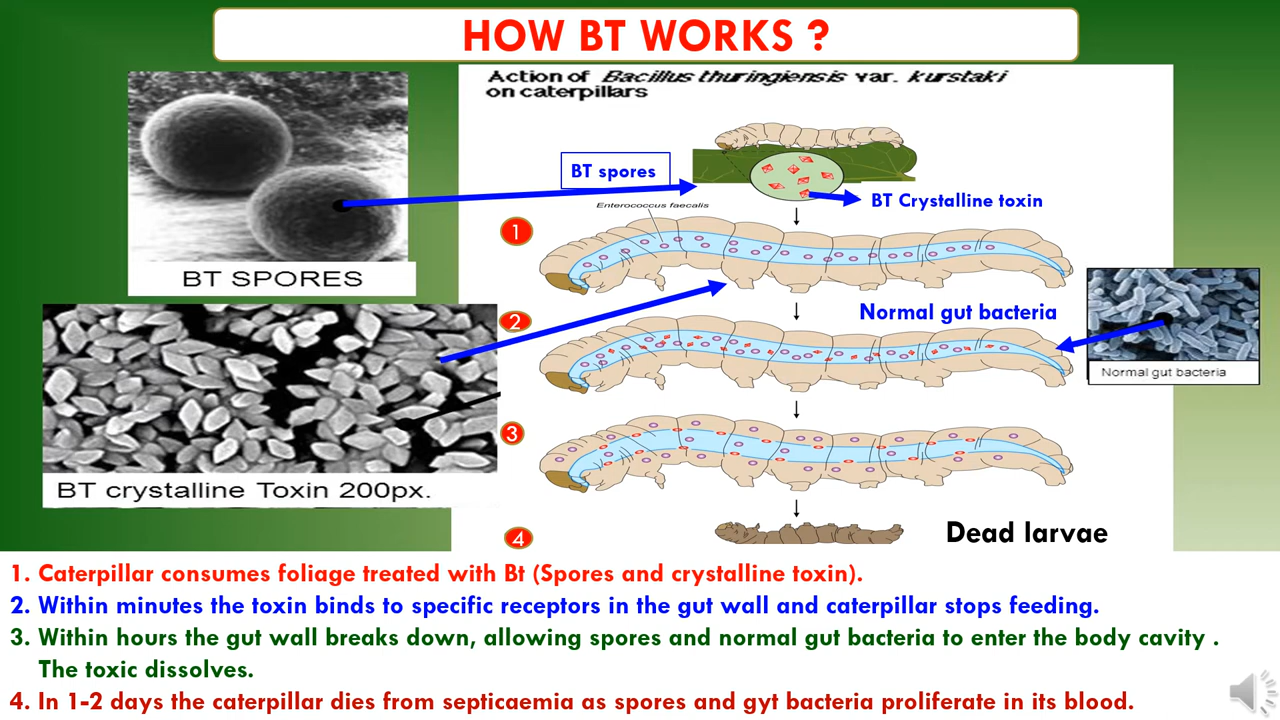 HOW BT WORKS ?
Action of Bacillus thuringiensis var. kurstaki
on caterpillars
BT spores
BT Crystalline toxin
Enterococcus faecalis
1
BT SPORES
2
Normal gut bacteria
Normal gut bacteria
3
BT crystalline Toxin 200px.
4
Dead larvae
1. Caterpillar consumes foliage treated with Bt (Spores and crystalline toxin).
2. Within minutes the toxin binds to specific receptors in the gut wall and caterpillar stops feeding.
3. Within hours the gut wall breaks down, allowing spores and normal gut bacteria to enter the body cavity .
The toxic dissolves.
4. In 1-2 days the caterpillar dies from septicaemia as spores and gyt bacteria proliferate in its blood.